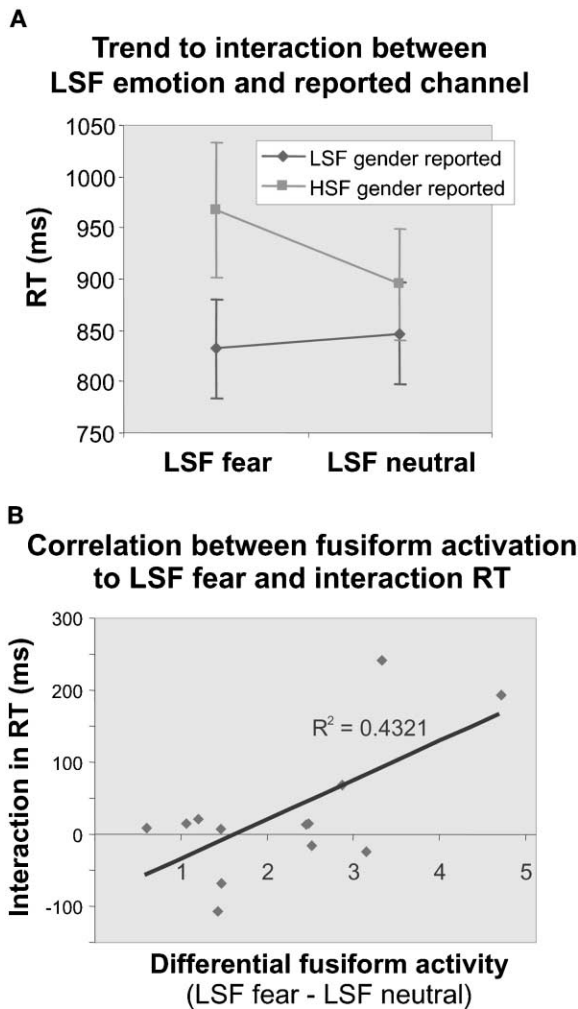 A
Trend to interaction between
LSF emotion and reported channel
1050
1000
950
900
850
800
750
RT (ms)
LSF gender reported
HSF gender reported
LSF fear LSF neutral
B
Correlation between fusiform activation
to LSF fear and interaction RT
300
200
100
0
-100
Interaction in RT (ms)
R² = 0.4321
1 2 3 4 5
Differential fusiform activity
(LSF fear - LSF neutral)